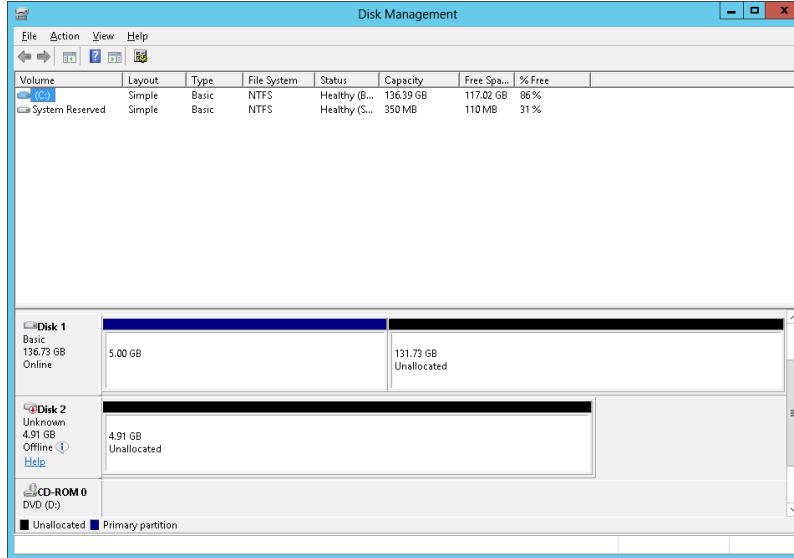 Disk Management
File Action View Help
Volume Layout Type File System Status Capacity Free Spa... % Free
(C:) Simple Basic NTFS Healthy (B... 136.39 GB 117.02 GB 86 %
System Reserved Simple Basic NTFS Healthy (S... 350 MB 110 MB 31 %
Disk 1
Basic
136.73 GB
Online
5.00 GB
131.73 GB
Unallocated
Disk 2
Unknown
4.91 GB
Offline
Help
4.91 GB
Unallocated
CD-ROM 0
DVD (D:)
Unallocated Primary partition